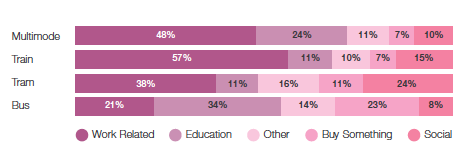 Multimode 48% 24% 11% 7% 10%
Train 57% 11% 10% 7% 15%
Tram 38% 11% 16% 11% 24%
Bus 21% 34% 14% 23% 8%
Work Related Education Other Buy Something Social